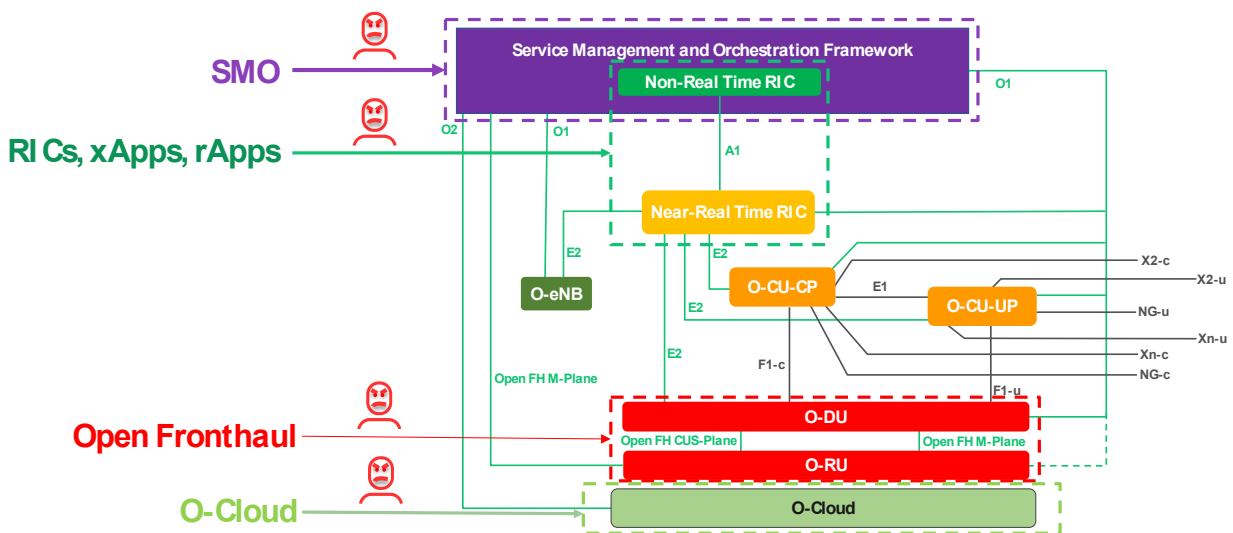 Service Management and Orchestration Framework
SMO
Non-Real Time RIC
O1
O2
O1
RICs, xApps, rApps
A1
Near-Real Time RIC
E2
E2
O-eNB
O-CU-CP
E1
X2-c
X2-u
O-CU-UP
E2
NG-u
Xn-u
E2
F1-c
Xn-c
NG-c
Open FH M-Plane
F1-u
O-DU
Open Fronthaul
Open FH CUS-Plane
Open FH M-Plane
O-RU
O-Cloud
O-Cloud